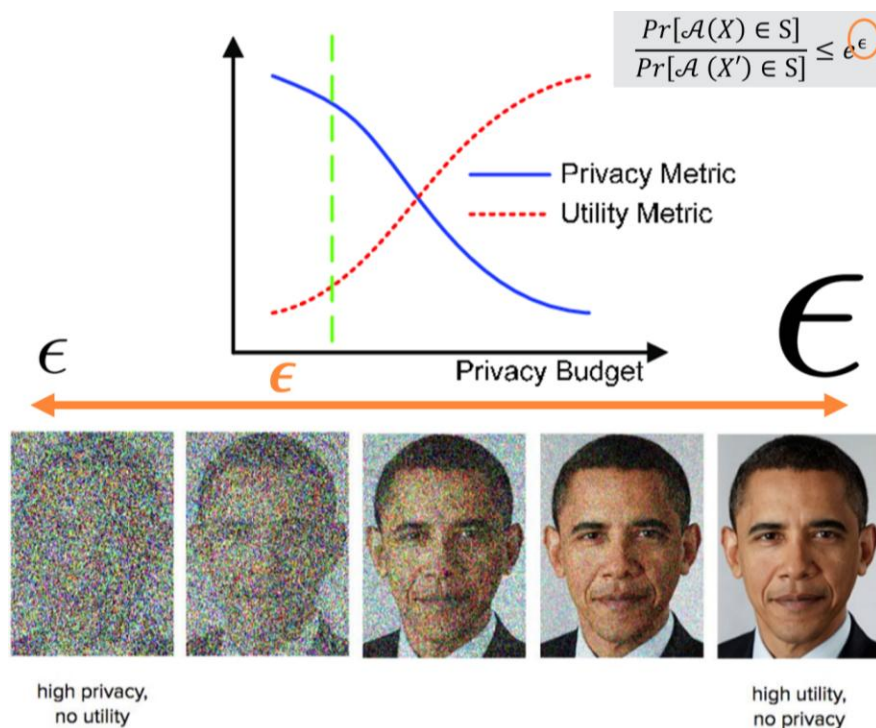 Pr[𝒜(X) ∈ S]
Pr[𝒜 (X′) ∈ S]
≤ e^ϵ
Privacy Metric
Utility Metric
ϵ
ϵ
ϵ
Privacy Budget
high privacy,
no utility
high utility,
no privacy